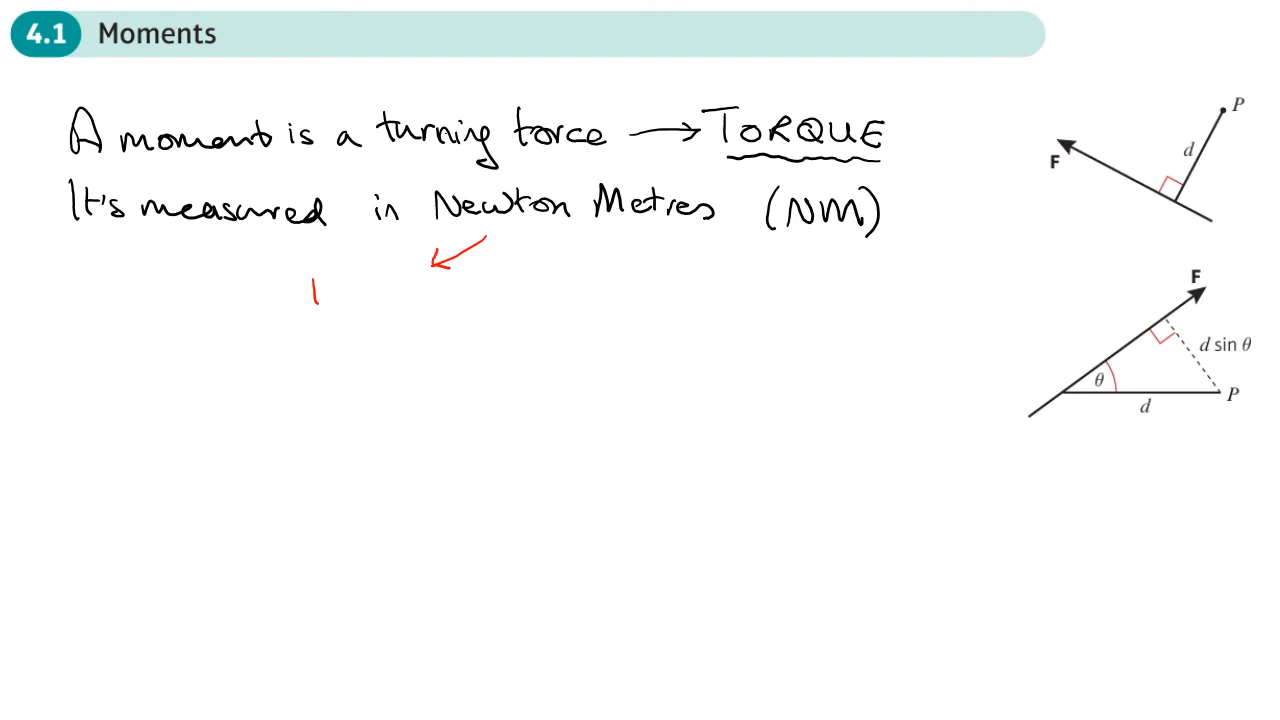 4.1 Moments
A moment is a turning force → TORQUE
It's measured in Newton Metres (NM)
P
d
F
F
d sin θ
θ
P
d